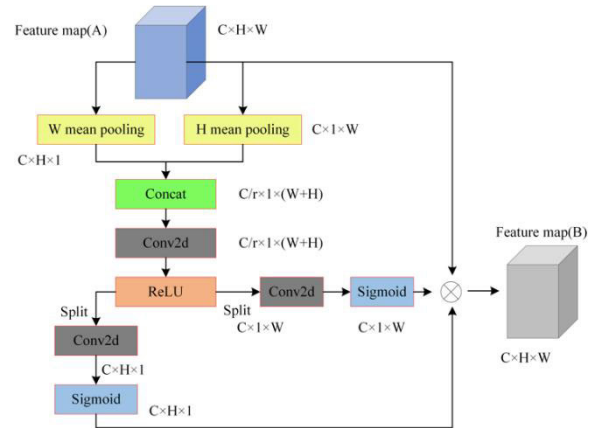 Feature map(A)
C×H×W
W mean pooling
H mean pooling
C×1×W
C×H×1
Concat
C/r×1×(W+H)
Conv2d
C/r×1×(W+H)
Feature map(B)
ReLU
Conv2d
Sigmoid
Split
Split
C×1×W
C×1×W
Conv2d
C×H×W
C×H×1
Sigmoid
C×H×1